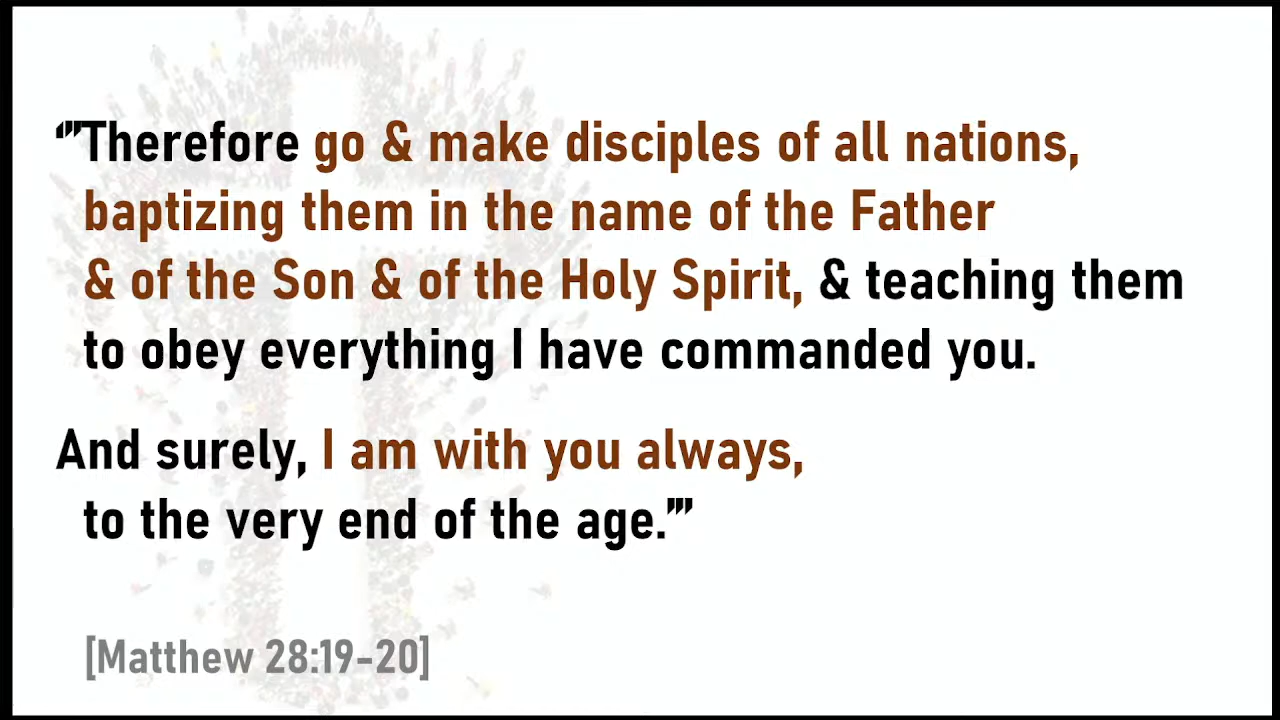 ‘”Therefore go & make disciples of all nations,
baptizing them in the name of the Father
& of the Son & of the Holy Spirit, & teaching them
to obey everything I have commanded you.
And surely, I am with you always,
to the very end of the age.”’
[Matthew 28:19-20]